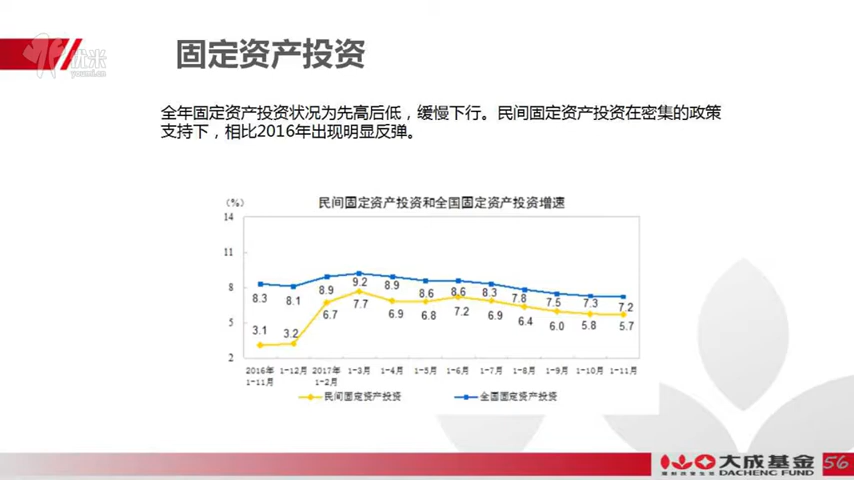 优米
youmi.cn
固定资产投资
全年固定资产投资状况为先高后低，缓慢下行。民间固定资产投资在密集的政策
支持下，相比2016年出现明显反弹。
(%)
民间固定资产投资和全国固定资产投资增速
14
11
8
5
2
8.3 8.1 8.9 9.2 8.9 8.6 8.6 8.3 7.8 7.5 7.3 7.2
3.1 3.2 6.7 7.7 6.9 6.8 7.2 6.9 6.4 6.0 5.8 5.7
2016年 1-12月 2017年 1-3月 1-4月 1-5月 1-6月 1-7月 1-8月 1-9月 1-10月 1-11月
1-11月 1-2月
民间固定资产投资 全国固定资产投资
大成基金
DACHENG FUND
56